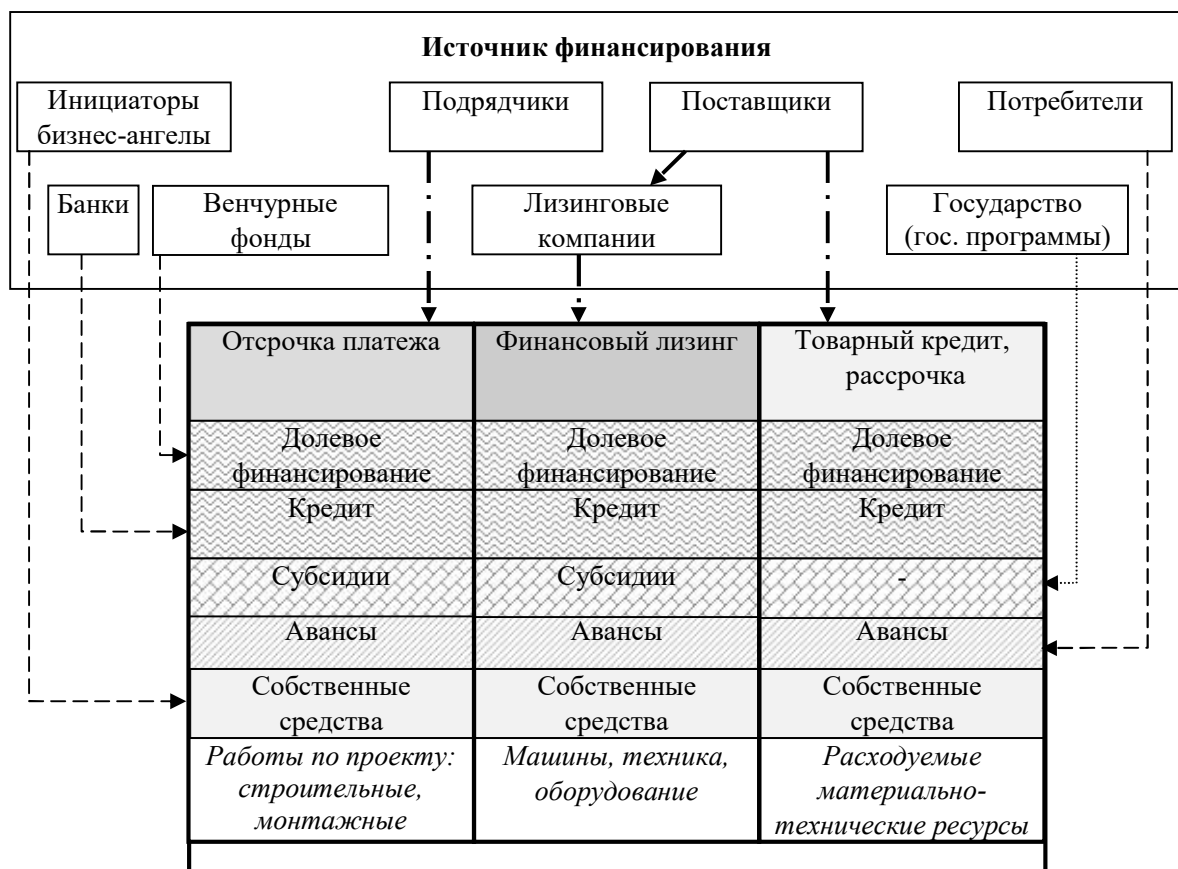 Источник финансирования
Инициаторы
бизнес-ангелы
Подрядчики
Поставщики
Потребители
Банки
Венчурные
фонды
Лизинговые
компании
Государство
(гос. программы)
Отсрочка платежа
Финансовый лизинг
Товарный кредит,
рассрочка
Долевое
финансирование
Долевое
финансирование
Долевое
финансирование
Кредит
Кредит
Кредит
Субсидии
Субсидии
-
Авансы
Авансы
Авансы
Собственные
средства
Собственные
средства
Собственные
средства
Работы по проекту:
строительные,
монтажные
Машины, техника,
оборудование
Расходуемые
материально-
технические ресурсы